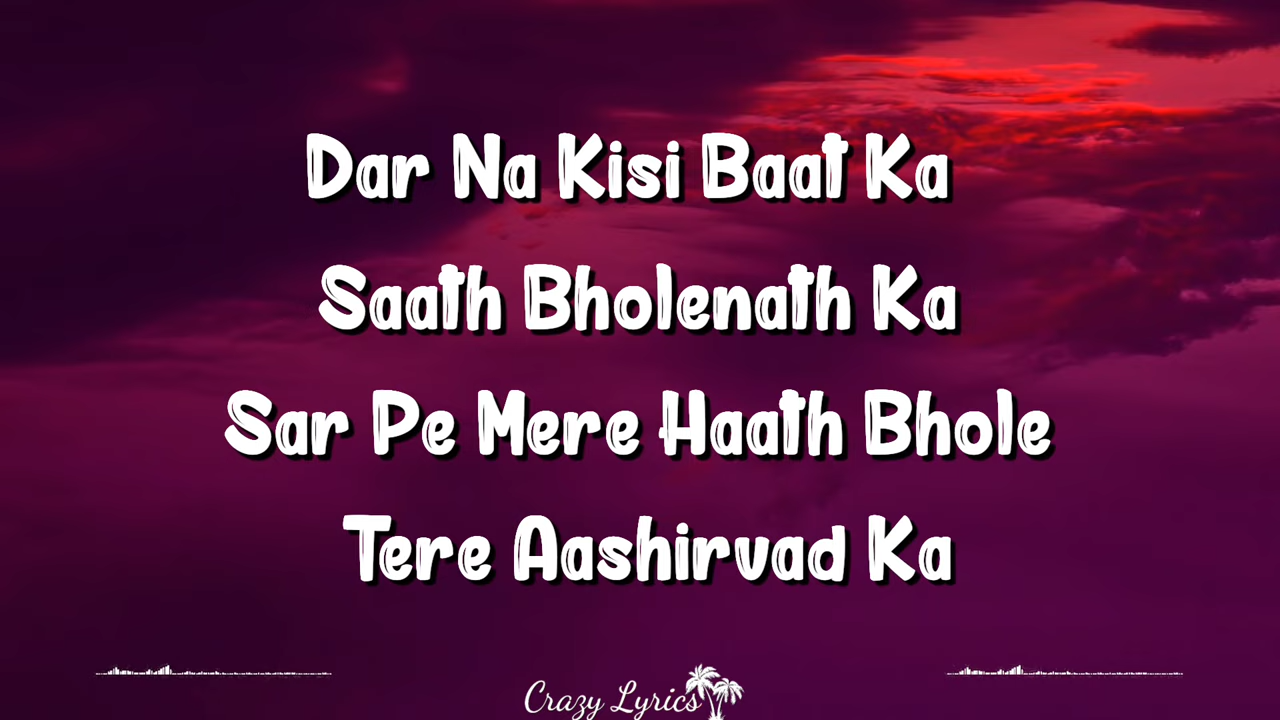 Dar Na Kisi Baat Ka
Saath Bholenath Ka
Sar Pe Mere Haath Bhole
Tere Aashirvad Ka
Crazy Lyrics